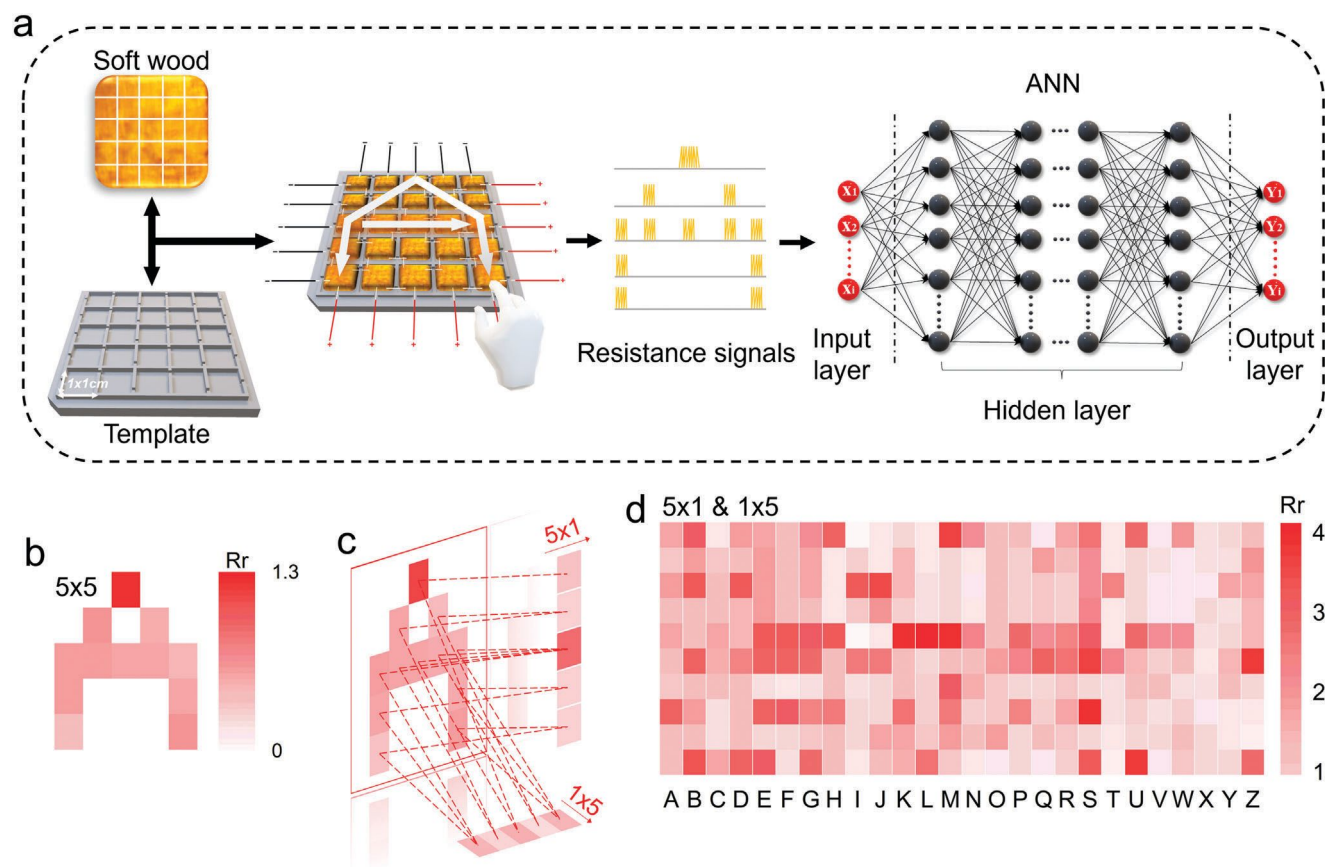 a
Soft wood
1x1cm
Template
- - - - -
- +
- +
- +
- +
- +
+ + + + +
Resistance signals
ANN
X1
X2
Xi
Y1
Y2
Yi
Input
layer
Hidden layer
Output
layer
b
5x5
Rr
1.3
0
c
5x1
1x5
d
5x1 & 1x5
Rr
4
3
2
1
A B C D E F G H I J K L M N O P Q R S T U V W X Y Z